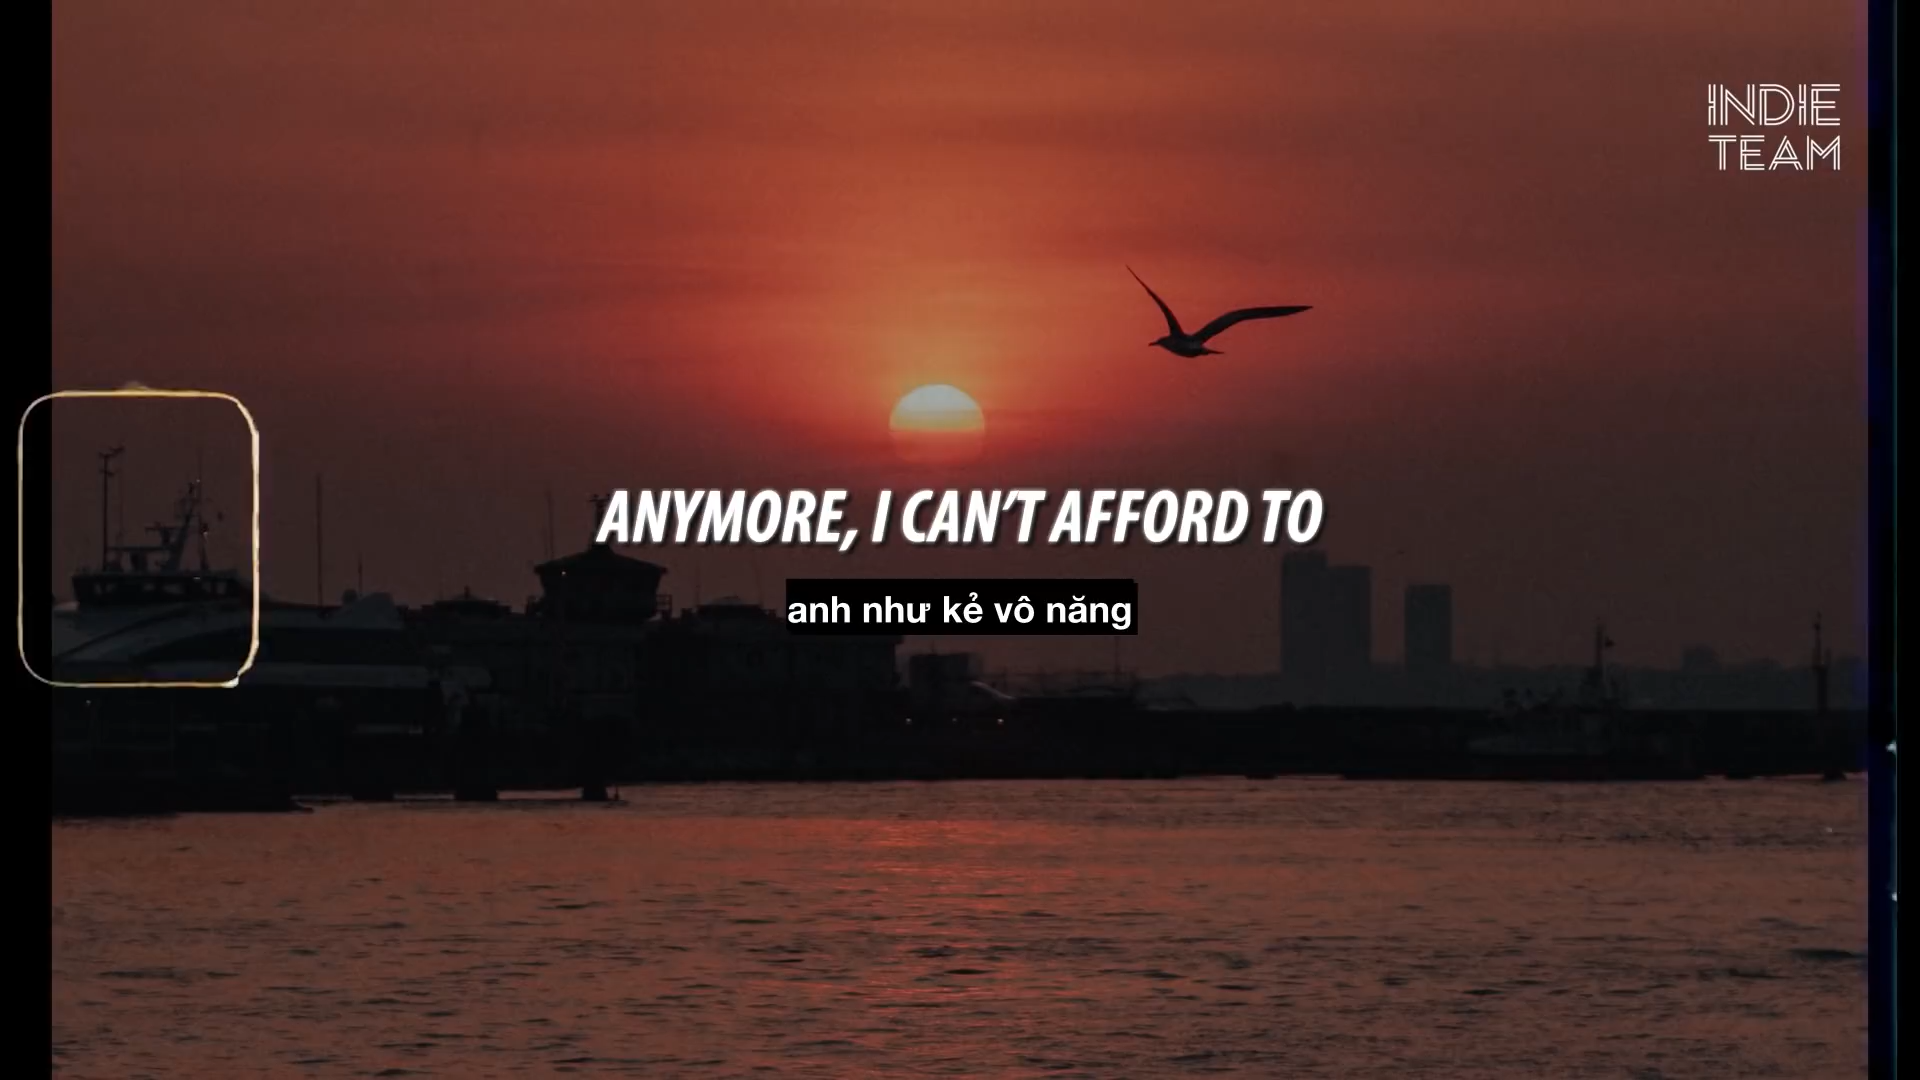 INDIE
TEAM
ANYMORE, I CAN'T AFFORD TO
anh như kẻ vô năng